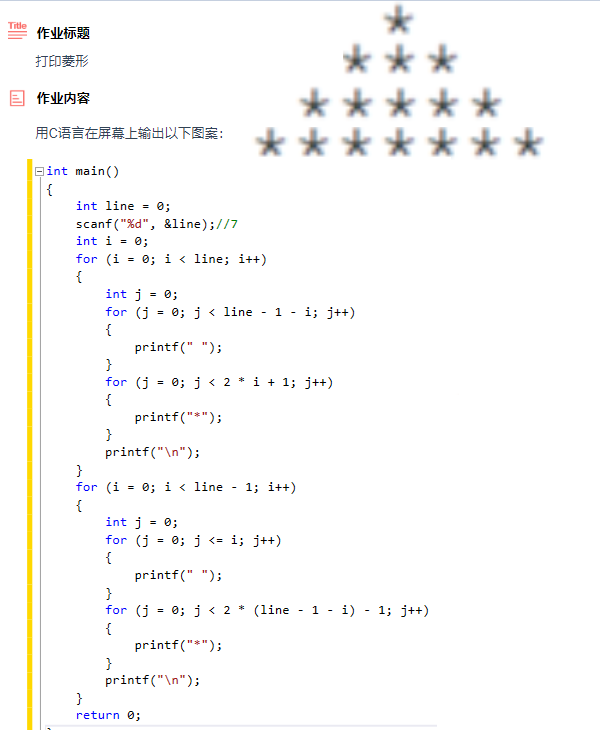 Title 作业标题
打印菱形
作业内容
用C语言在屏幕上输出以下图案：
*
* * *
* * * * *
* * * * * * *
int main()
{
    int line = 0;
    scanf("%d", &line);//7
    int i = 0;
    for (i = 0; i < line; i++)
    {
        int j = 0;
        for (j = 0; j < line - 1 - i; j++)
        {
            printf(" ");
        }
        for (j = 0; j < 2 * i + 1; j++)
        {
            printf("*");
        }
        printf("\n");
    }
    for (i = 0; i < line - 1; i++)
    {
        int j = 0;
        for (j = 0; j <= i; j++)
        {
            printf(" ");
        }
        for (j = 0; j < 2 * (line - 1 - i) - 1; j++)
        {
            printf("*");
        }
        printf("\n");
    }
    return 0;